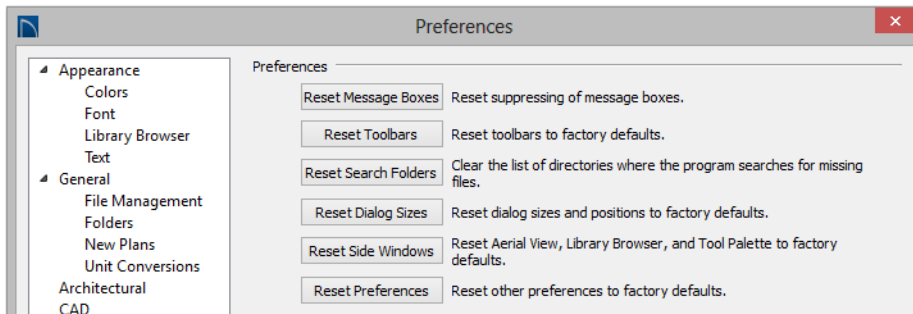 Preferences
Appearance
Colors
Font
Library Browser
Text
General
File Management
Folders
New Plans
Unit Conversions
Architectural
CAD
Preferences
Reset Message Boxes Reset suppressing of message boxes.
Reset Toolbars Reset toolbars to factory defaults.
Reset Search Folders Clear the list of directories where the program searches for missing
files.
Reset Dialog Sizes Reset dialog sizes and positions to factory defaults.
Reset Side Windows Reset Aerial View, Library Browser, and Tool Palette to factory
defaults.
Reset Preferences Reset other preferences to factory defaults.